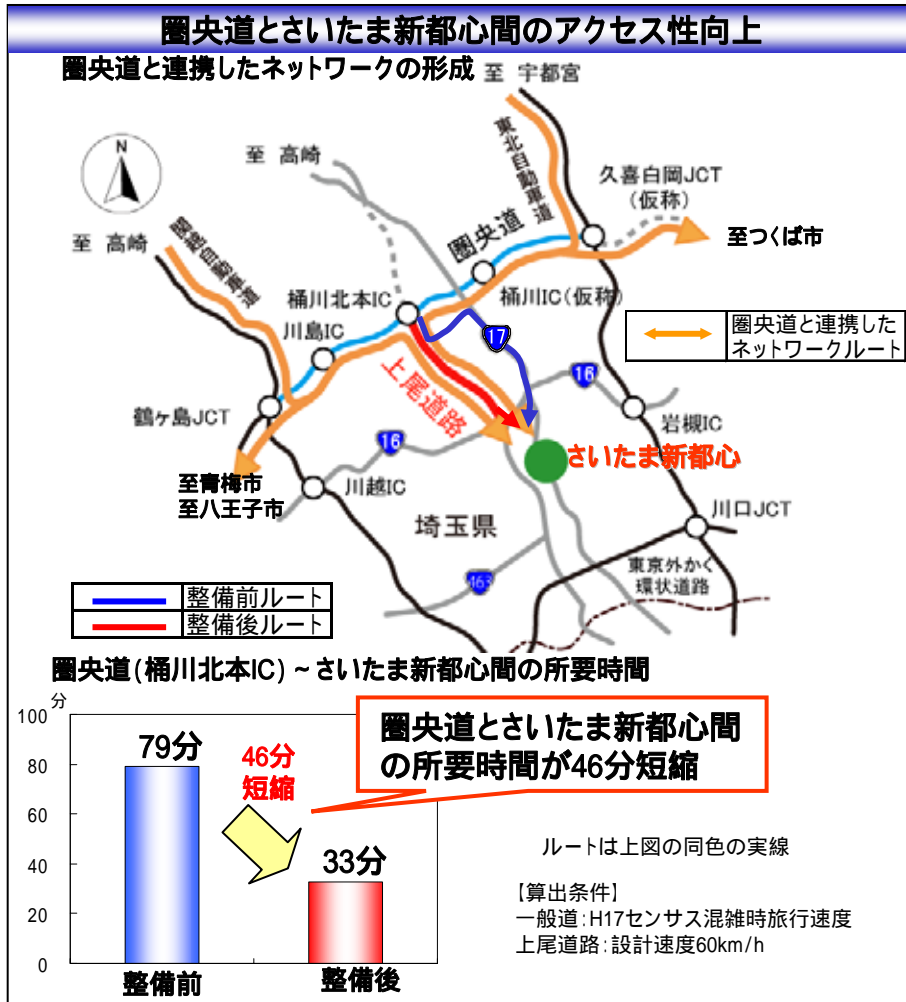 圏央道とさいたま新都心間のアクセス性向上
圏央道と連携したネットワークの形成
至 宇都宮
N
至 高崎
東北自動車道
久喜白岡JCT
(仮称)
至 高崎
関越自動車道
圏央道
至つくば市
桶川北本IC
桶川IC(仮称)
川島IC
17
圏央道と連携した
ネットワークルート
上尾道路
16
鶴ヶ島JCT
岩槻IC
16
さいたま新都心
至青梅市
至八王子市
川越IC
川口JCT
埼玉県
東京外かく
環状道路
463
整備前ルート
整備後ルート
圏央道(桶川北本IC)~さいたま新都心間の所要時間
分
100
80
60
40
20
0
79分
46分
短縮
33分
整備前
整備後
圏央道とさいたま新都心間
の所要時間が46分短縮
ルートは上図の同色の実線
【算出条件】
一般道:H17センサス混雑時旅行速度
上尾道路:設計速度60km/h